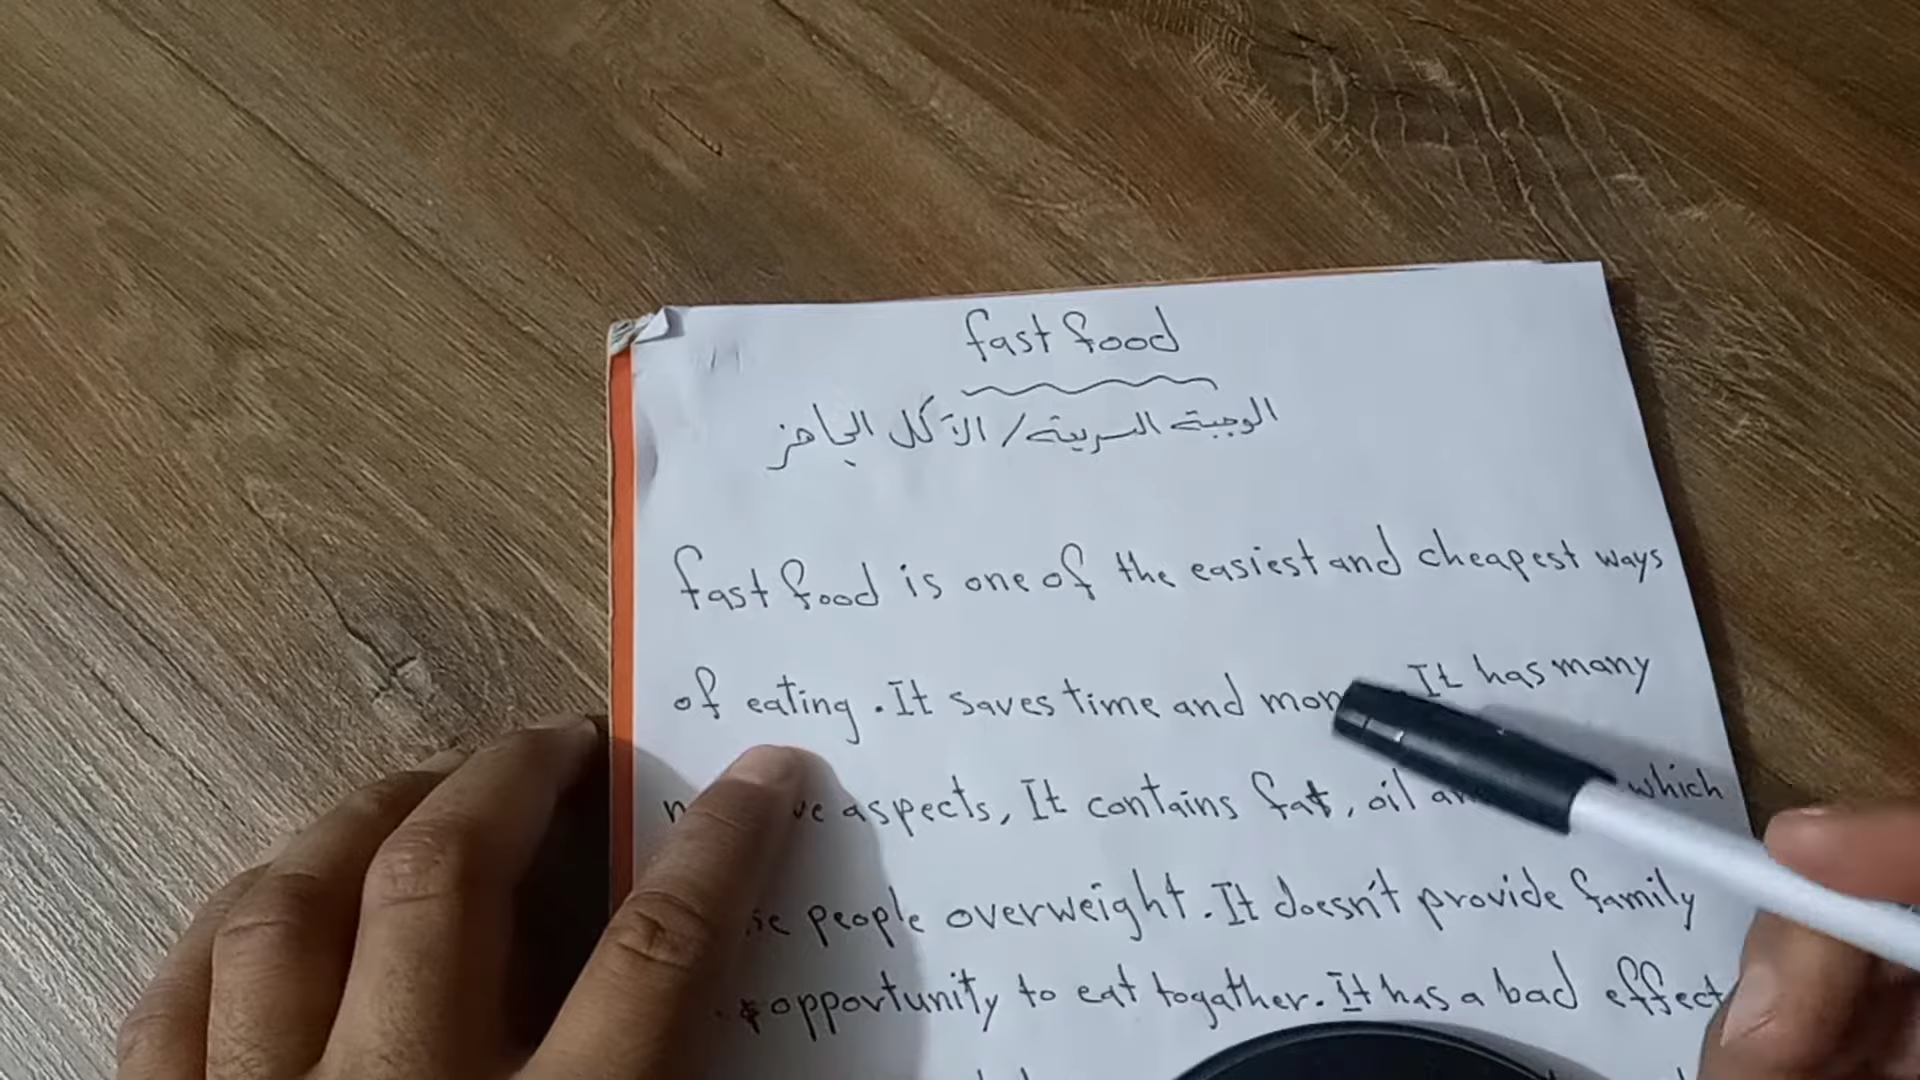 fast food
الوجبة السريعة / الأكل الجاهز
fast food is one of the easiest and cheapest ways
of eating. It saves time and It has many
aspects, It contains fat, oil which
people overweight. It doesn't provide family
opportunity to eat togather. It has a bad effect